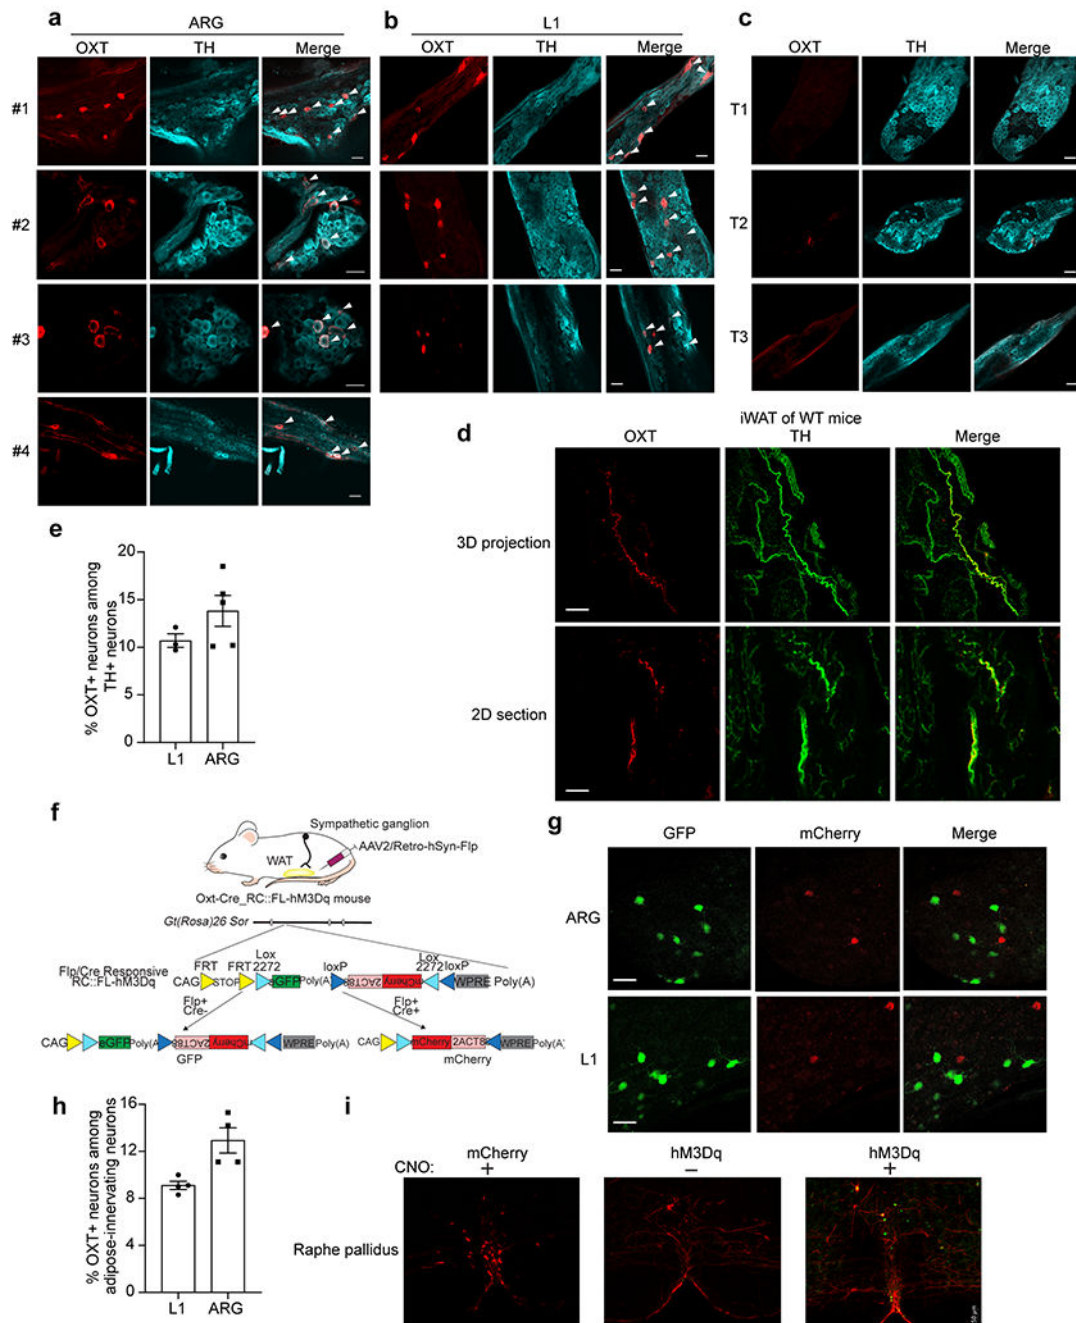 a
ARG
OXT TH Merge
#1
#2
#3
#4
b
L1
OXT TH Merge
c
OXT TH Merge
T1
T2
T3
d
iWAT of WT mice
OXT TH Merge
3D projection
2D section
e
% OXT+ neurons among
TH+ neurons
20
15
10
5
0
L1 ARG
f
Sympathetic ganglion
AAV2/Retro-hSyn-Flp
WAT
Oxt-Cre_RC::FL-hM3Dq mouse
Gt(Rosa)26 Sor
Flp/Cre Responsive
RC::FL-hM3Dq
FRT FRT Lox 2272 loxP Lox 2272 loxP
CAG STOP eGFP Poly(A) mCherry WPRE Poly(A)
Flp+
Cre-
Flp+
Cre+
CAG eGFP Poly(A) mCherry WPRE Poly(A)
GFP
CAG mCherry WPRE Poly(A)
mCherry
g
GFP mCherry Merge
ARG
L1
h
% OXT+ neurons among
adipose-innervating neurons
16
12
8
4
0
L1 ARG
i
mCherry hM3Dq hM3Dq
CNO: + − +
Raphe pallidus
50 µm